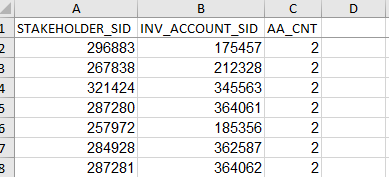 A B C D
1 STAKEHOLDER_SID INV_ACCOUNT_SID AA_CNT
2 296883 175457 2
3 267838 212328 2
4 321424 345563 2
5 287280 364061 2
6 257972 185356 2
7 284928 362587 2
8 287281 364062 2